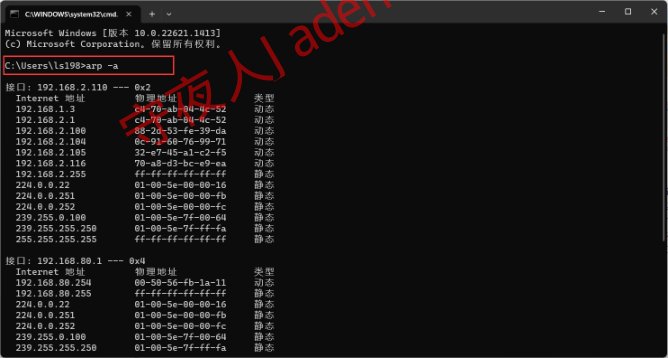 C:\WINDOWS\system32\cmd.
Microsoft Windows [版本 10.0.22621.1413]
(c) Microsoft Corporation。保留所有权利。
C:\Users\ls198>arp -a
接口: 192.168.2.110 --- 0x2
Internet 地址 物理地址 类型
192.168.1.3 c4-70-ab-04-4c-52 动态
192.168.2.1 c4-70-ab-04-4c-52 动态
192.168.2.100 88-2d-53-fe-39-da 动态
192.168.2.104 0c-91-60-76-99-71 动态
192.168.2.105 32-e7-45-a1-c2-f5 动态
192.168.2.116 70-a8-d3-bc-e9-ea 动态
192.168.2.255 ff-ff-ff-ff-ff-ff 静态
224.0.0.22 01-00-5e-00-00-16 静态
224.0.0.251 01-00-5e-00-00-fb 静态
224.0.0.252 01-00-5e-00-00-fc 静态
239.255.0.100 01-00-5e-7f-00-64 静态
239.255.255.250 01-00-5e-7f-ff-fa 静态
255.255.255.255 ff-ff-ff-ff-ff-ff 静态
接口: 192.168.80.1 --- 0x4
Internet 地址 物理地址 类型
192.168.80.254 00-50-56-fb-1a-11 动态
192.168.80.255 ff-ff-ff-ff-ff-ff 静态
224.0.0.22 01-00-5e-00-00-16 静态
224.0.0.251 01-00-5e-00-00-fb 静态
224.0.0.252 01-00-5e-00-00-fc 静态
239.255.0.100 01-00-5e-7f-00-64 静态
239.255.255.250 01-00-5e-7f-ff-fa 静态
守夜人